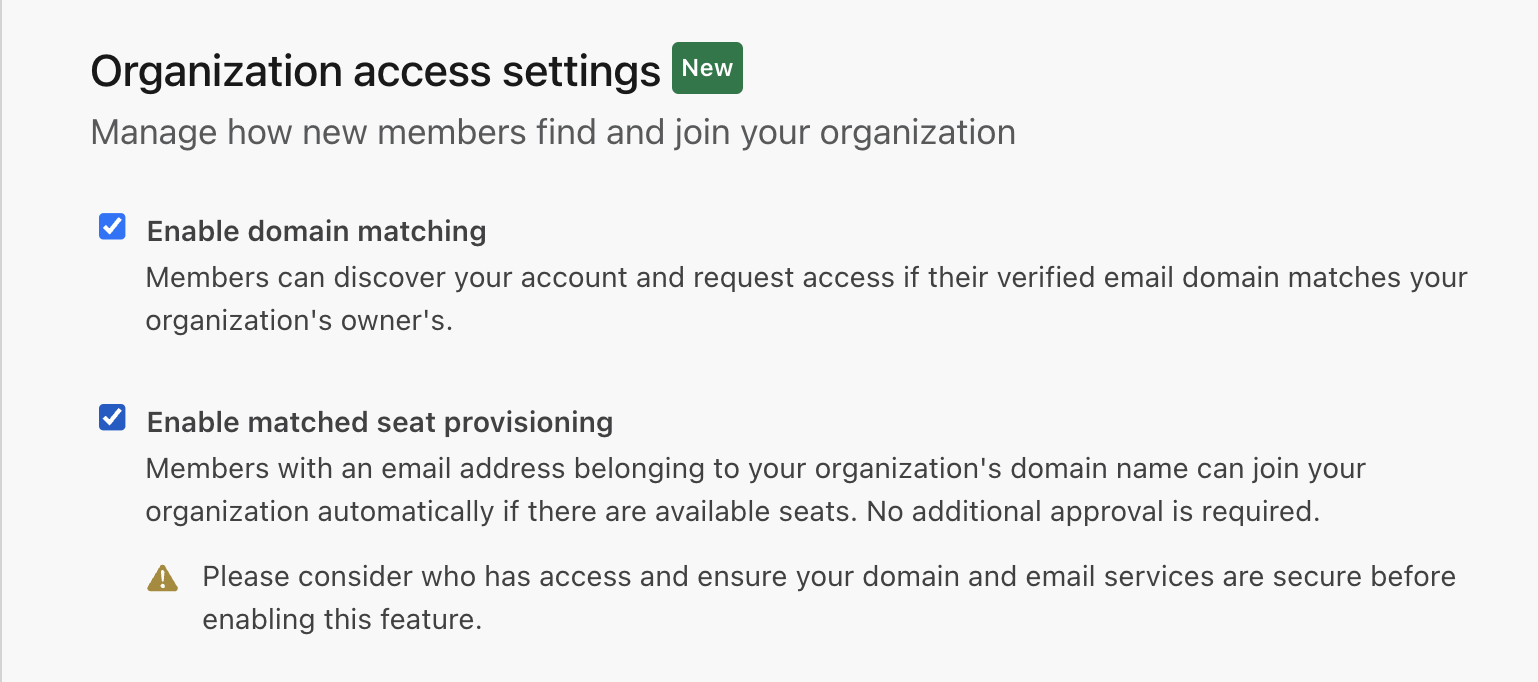 Organization access settings New
Manage how new members find and join your organization
Enable domain matching
Members can discover your account and request access if their verified email domain matches your
organization's owner's.
Enable matched seat provisioning
Members with an email address belonging to your organization's domain name can join your
organization automatically if there are available seats. No additional approval is required.
Please consider who has access and ensure your domain and email services are secure before
enabling this feature.